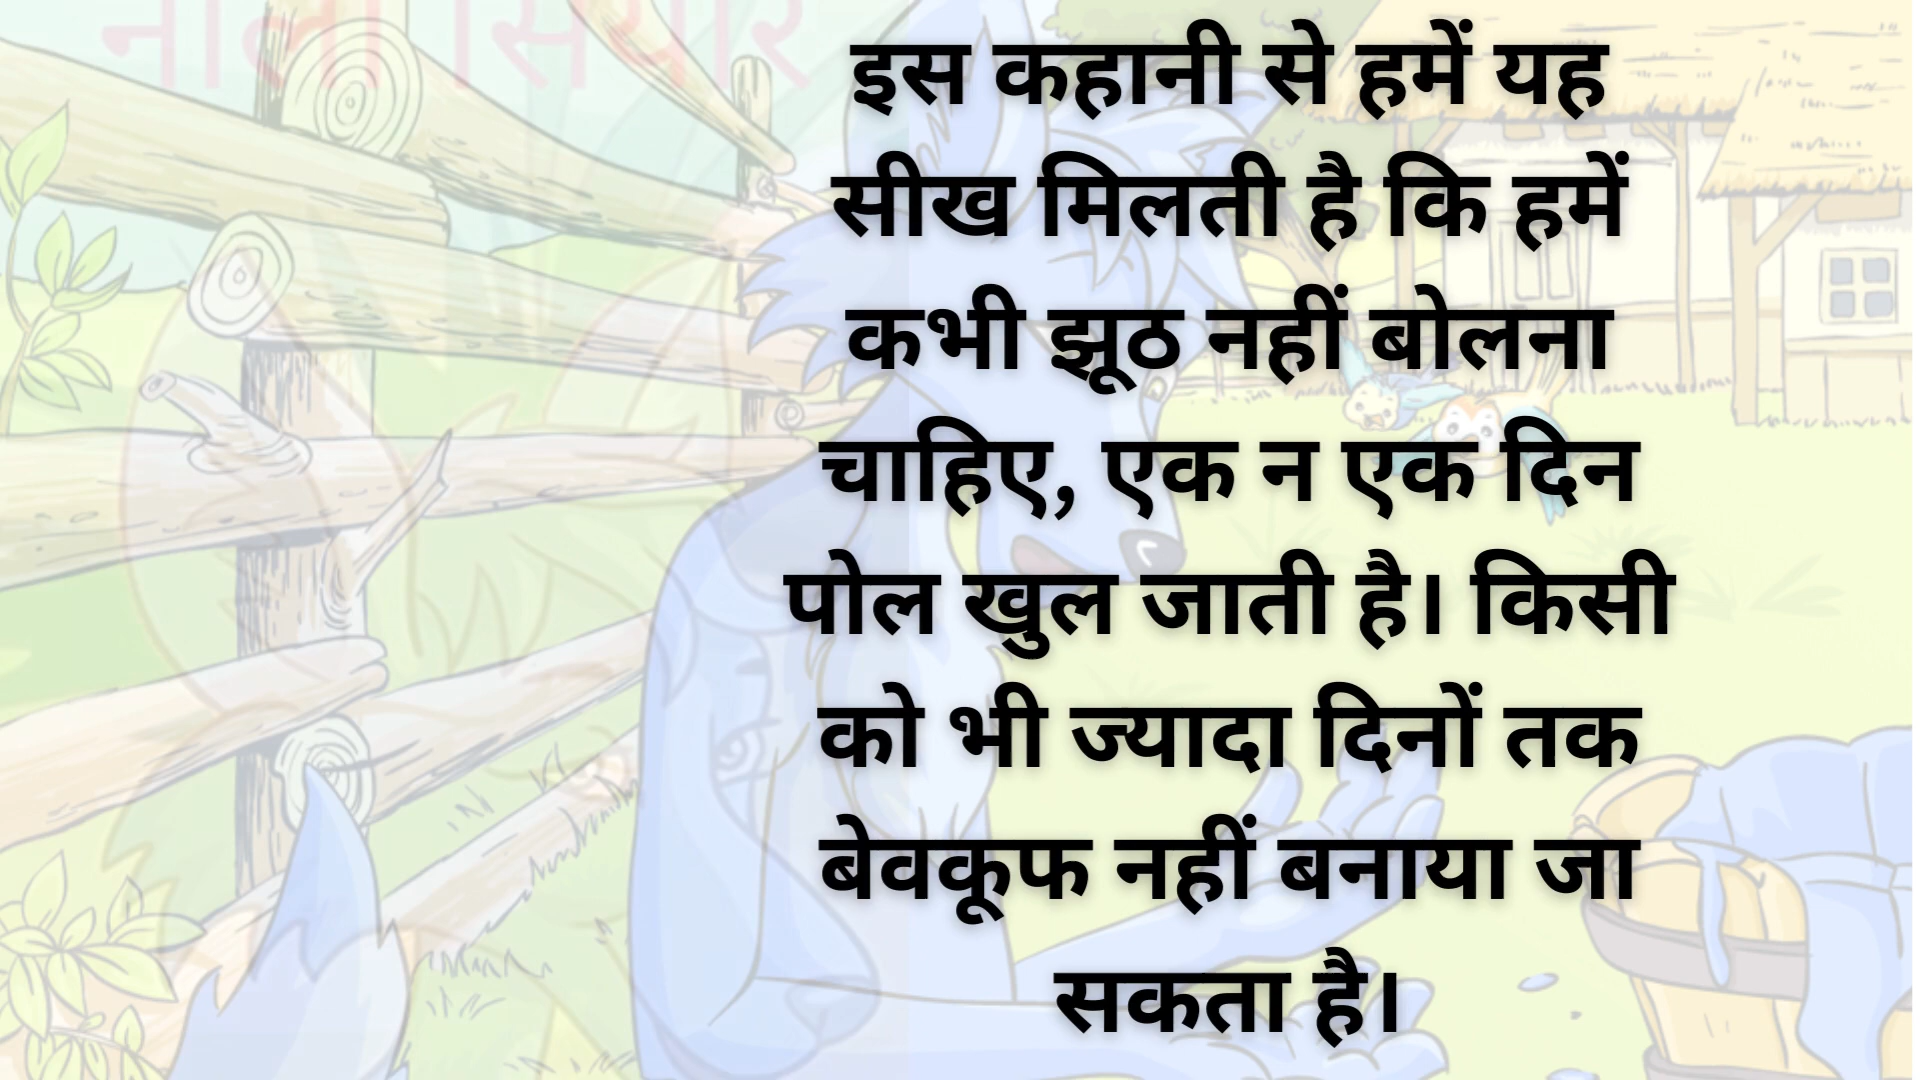 नीला सियार
इस कहानी से हमें यह
सीख मिलती है कि हमें
कभी झूठ नहीं बोलना
चाहिए, एक न एक दिन
पोल खुल जाती है। किसी
को भी ज्यादा दिनों तक
बेवकूफ नहीं बनाया जा
सकता है।